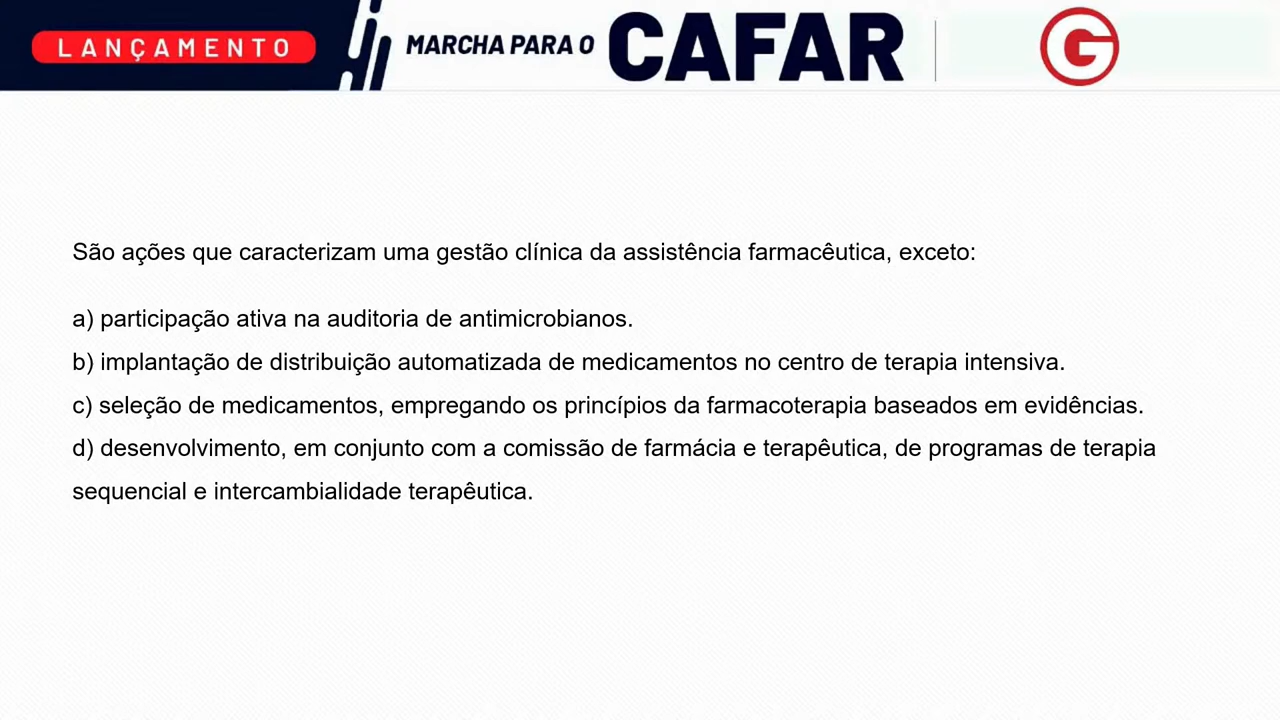 LANÇAMENTO
MARCHA PARA O CAFAR
G
São ações que caracterizam uma gestão clínica da assistência farmacêutica, exceto:
a) participação ativa na auditoria de antimicrobianos.
b) implantação de distribuição automatizada de medicamentos no centro de terapia intensiva.
c) seleção de medicamentos, empregando os princípios da farmacoterapia baseados em evidências.
d) desenvolvimento, em conjunto com a comissão de farmácia e terapêutica, de programas de terapia
sequencial e intercambialidade terapêutica.